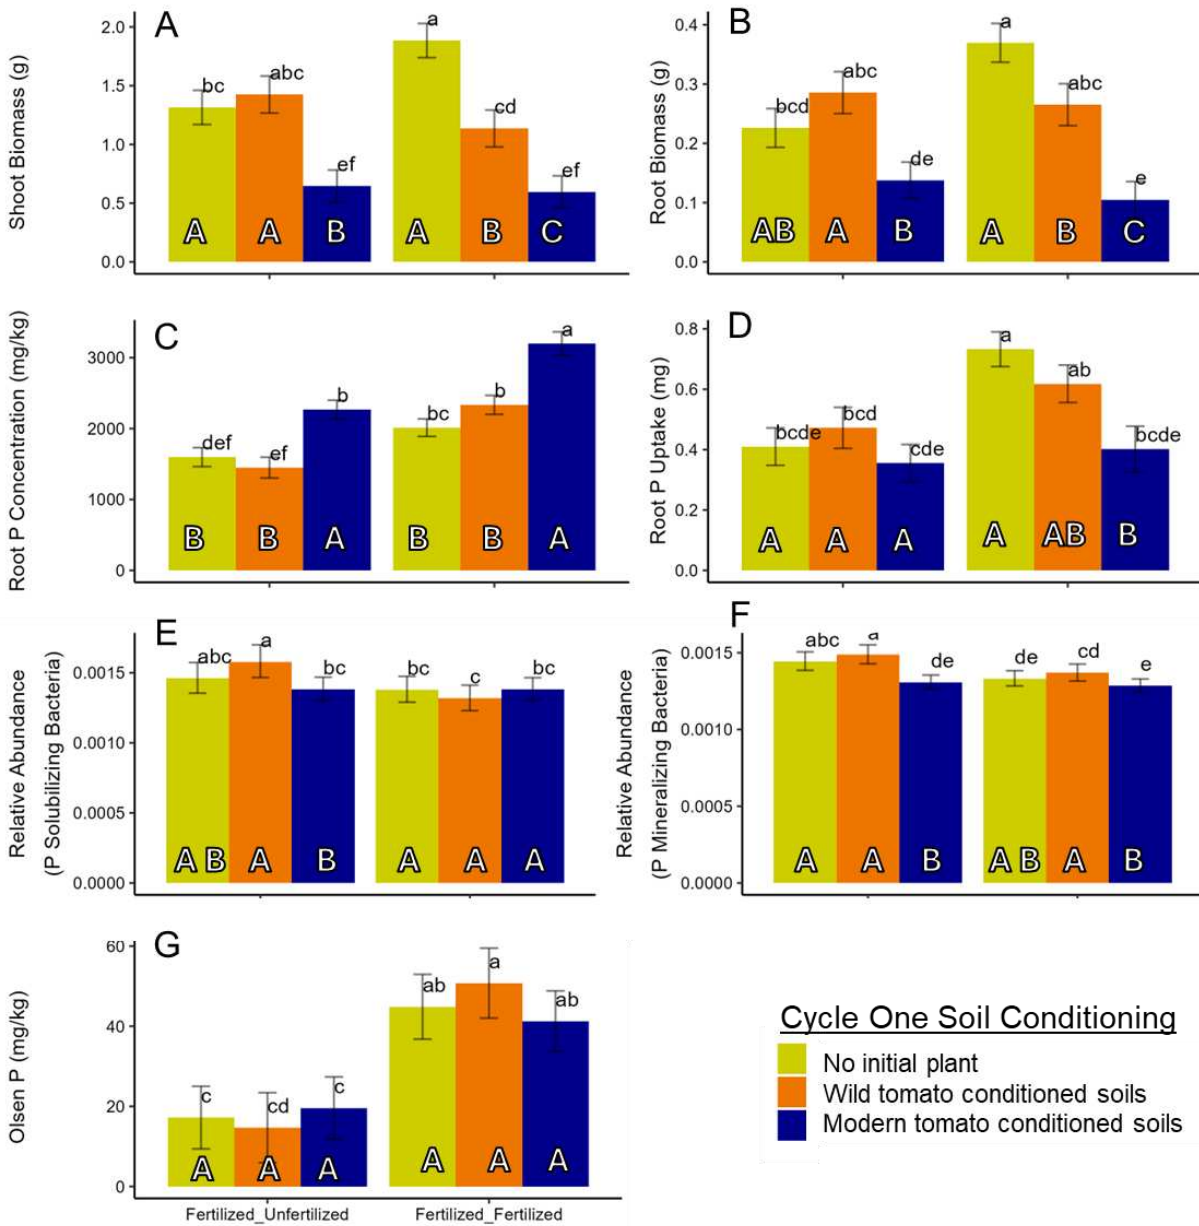 A
Shoot Biomass (g)
2.0
1.5
1.0
0.5
0.0
bc
abc
ef
a
cd
ef
A
A
B
A
B
C
B
Root Biomass (g)
0.4
0.3
0.2
0.1
0.0
bcd
abc
de
a
abc
e
AB
A
B
A
B
C
C
Root P Concentration (mg/kg)
3000
2000
1000
0
def
ef
b
bc
b
a
B
B
A
B
B
A
D
Root P Uptake (mg)
0.8
0.6
0.4
0.2
0.0
bcde
bcd
cde
a
ab
bcde
A
A
A
A
AB
B
E
Relative Abundance
(P Solubilizing Bacteria)
0.0015
0.0010
0.0005
0.0000
abc
a
bc
bc
c
bc
A B
A
B
A
A
A
F
Relative Abundance
(P Mineralizing Bacteria)
0.0015
0.0010
0.0005
0.0000
abc
a
de
de
cd
e
A
A
B
A B
A
B
G
Olsen P (mg/kg)
60
40
20
0
c
cd
c
ab
a
ab
A
A
A
A
A
A
Fertilized_Unfertilized
Fertilized_Fertilized
Cycle One Soil Conditioning
No initial plant
Wild tomato conditioned soils
Modern tomato conditioned soils